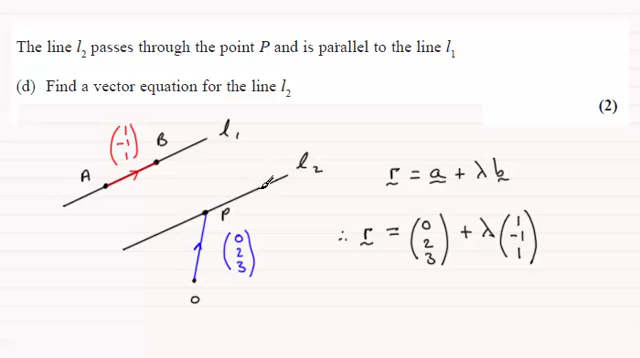 The line l₂ passes through the point P and is parallel to the line l₁
(d) Find a vector equation for the line l₂
(2)
(1 -1 1)
A
B
l₁
l₂
P
(0 2 3)
O
r = a + λb
∴ r = (0 2 3) + λ(1 -1 1)